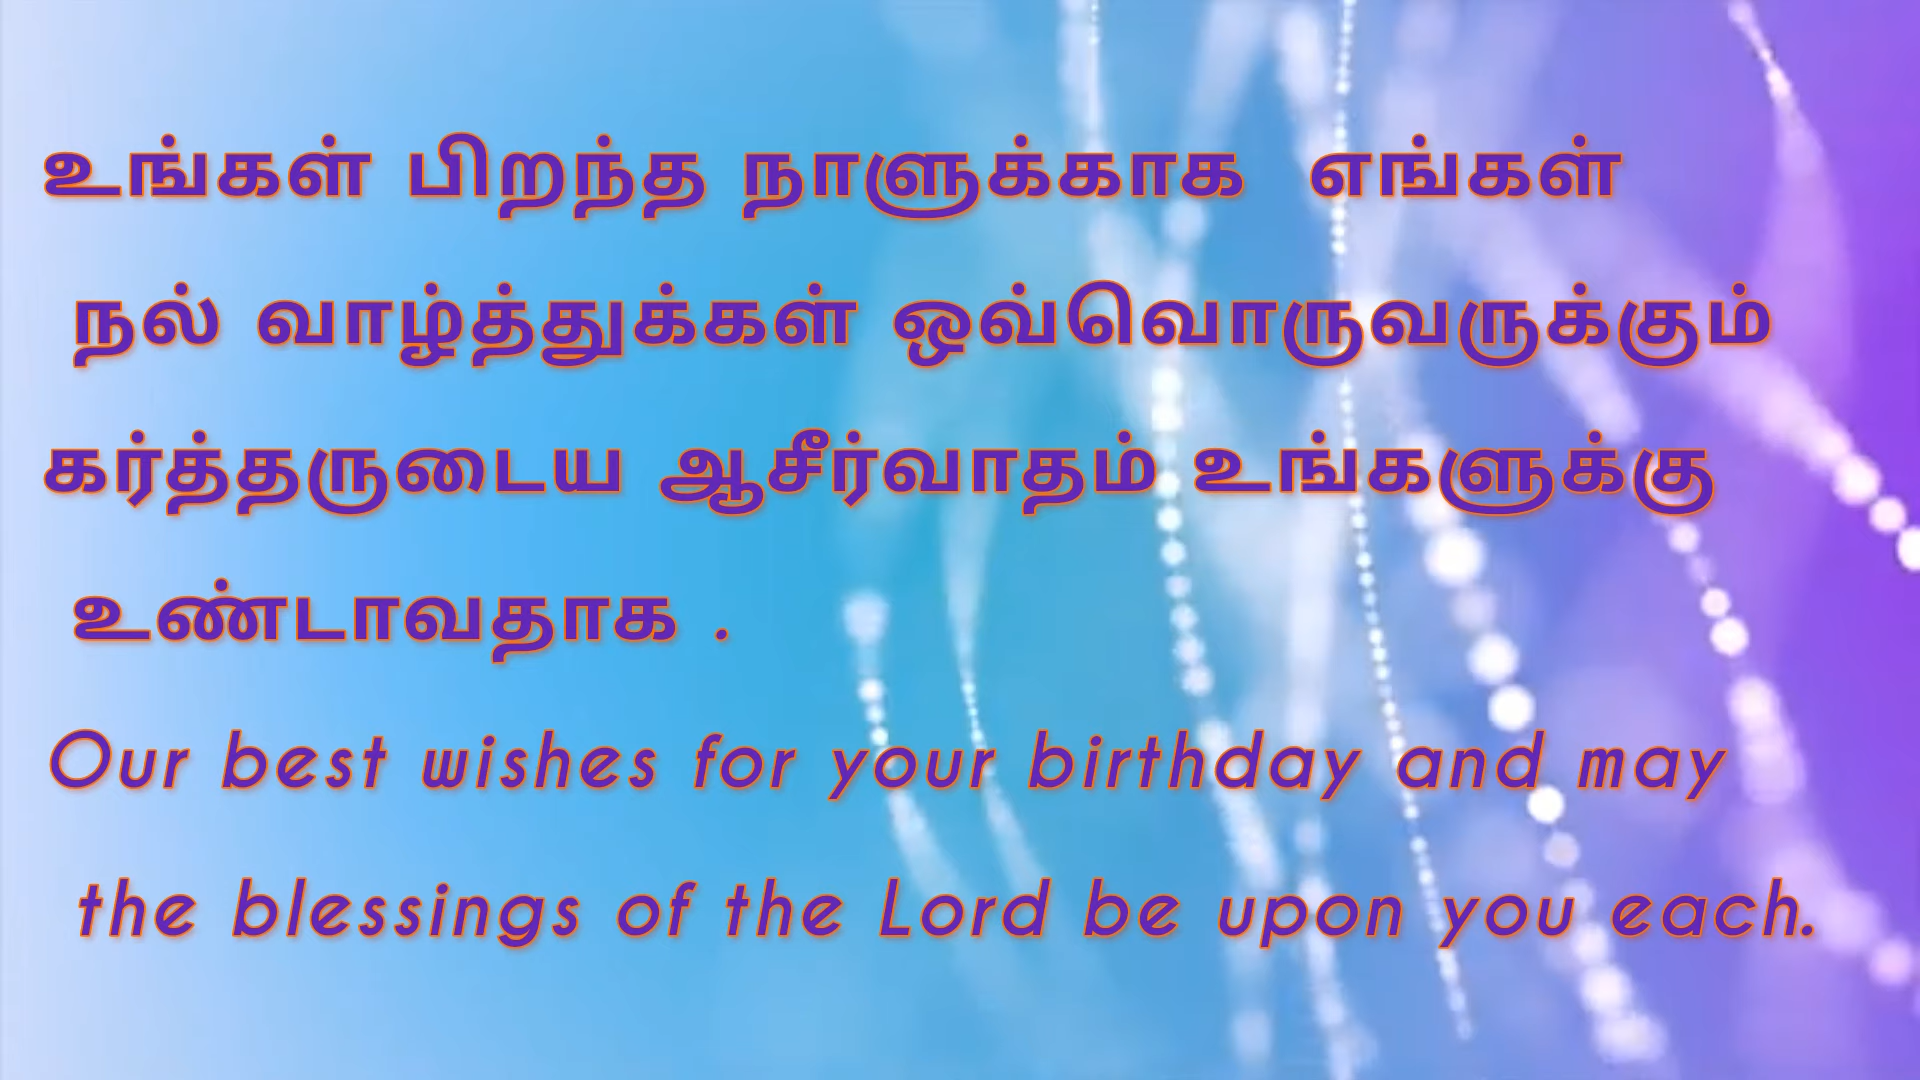 உங்கள் பிறந்த நாளுக்காக எங்கள்
நல் வாழ்த்துக்கள் ஒவ்வொருவருக்கும்
கர்த்தருடைய ஆசீர்வாதம் உங்களுக்கு
உண்டாவதாக .
Our best wishes for your birthday and may
the blessings of the Lord be upon you each.